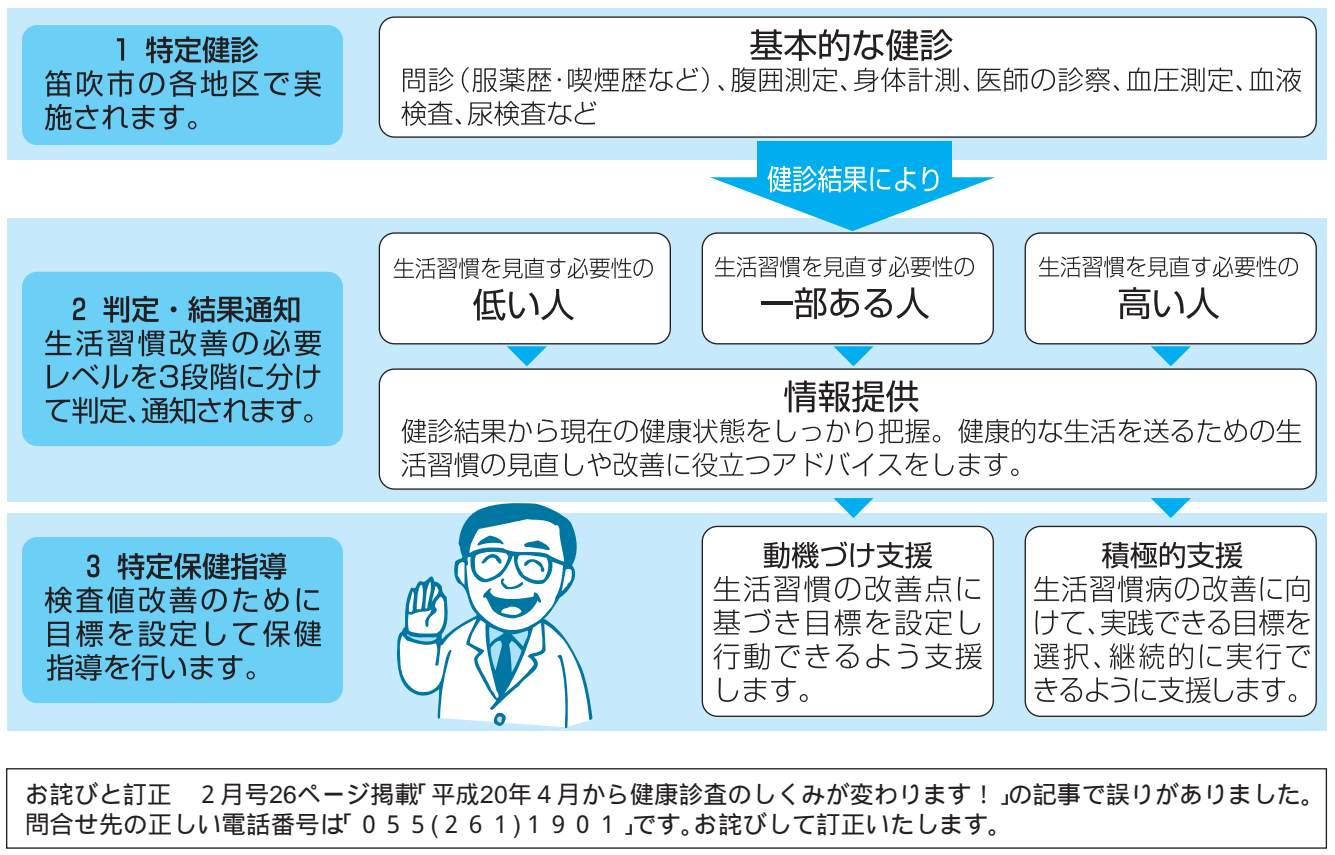 1 特定健診
笛吹市の各地区で実
施されます。
基本的な健診
問診(服薬歴・喫煙歴など)、腹囲測定、身体計測、医師の診察、血圧測定、血液
検査、尿検査など
健診結果により
2 判定・結果通知
生活習慣改善の必要
レベルを3段階に分け
て判定、通知されます。
生活習慣を見直す必要性の
低い人
生活習慣を見直す必要性の
一部ある人
生活習慣を見直す必要性の
高い人
情報提供
健診結果から現在の健康状態をしっかり把握。健康的な生活を送るための生
活習慣の見直しや改善に役立つアドバイスをします。
3 特定保健指導
検査値改善のために
目標を設定して保健
指導を行います。
動機づけ支援
生活習慣の改善点に
基づき目標を設定し
行動できるよう支援
します。
積極的支援
生活習慣病の改善に向
けて、実践できる目標を
選択、継続的に実行で
きるように支援します。
お詫びと訂正 2月号26ページ掲載「平成20年4月から健康診査のしくみが変わります!」の記事で誤りがありました。
問合せ先の正しい電話番号は「055(261)1901」です。お詫びして訂正いたします。